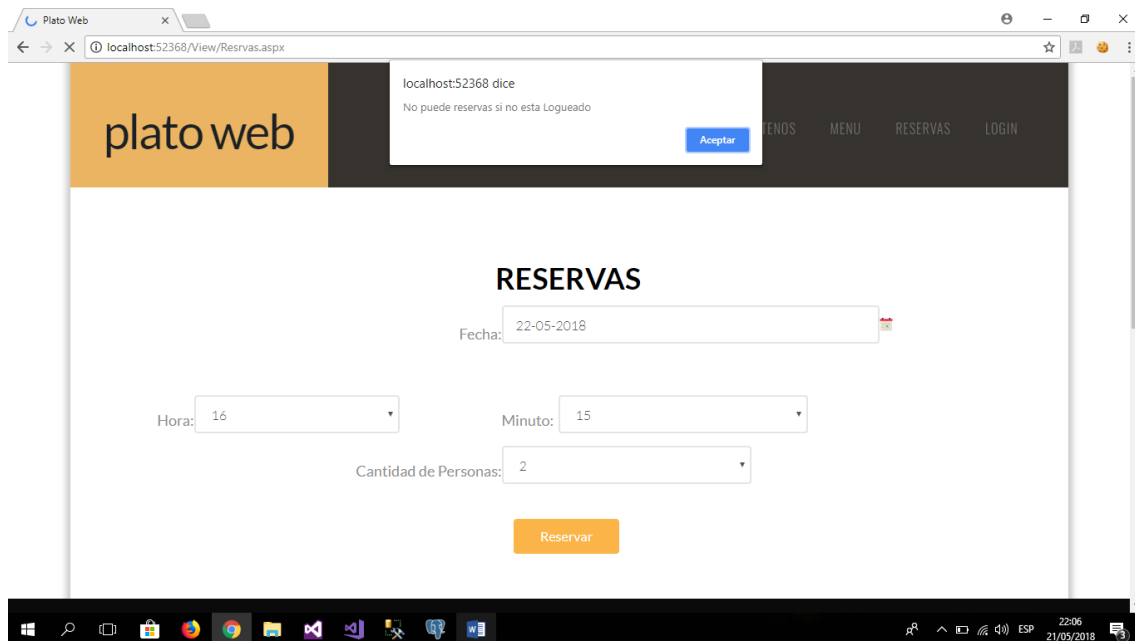 Plato Web
localhost:52368/View/Resrvas.aspx
localhost:52368 dice
No puede reservas si no esta Logueado
Aceptar
plato web
TENOS MENU RESERVAS LOGIN
RESERVAS
Fecha: 22-05-2018
Hora: 16 Minuto: 15
Cantidad de Personas: 2
Reservar
ESP
22:06
21/05/2018
3